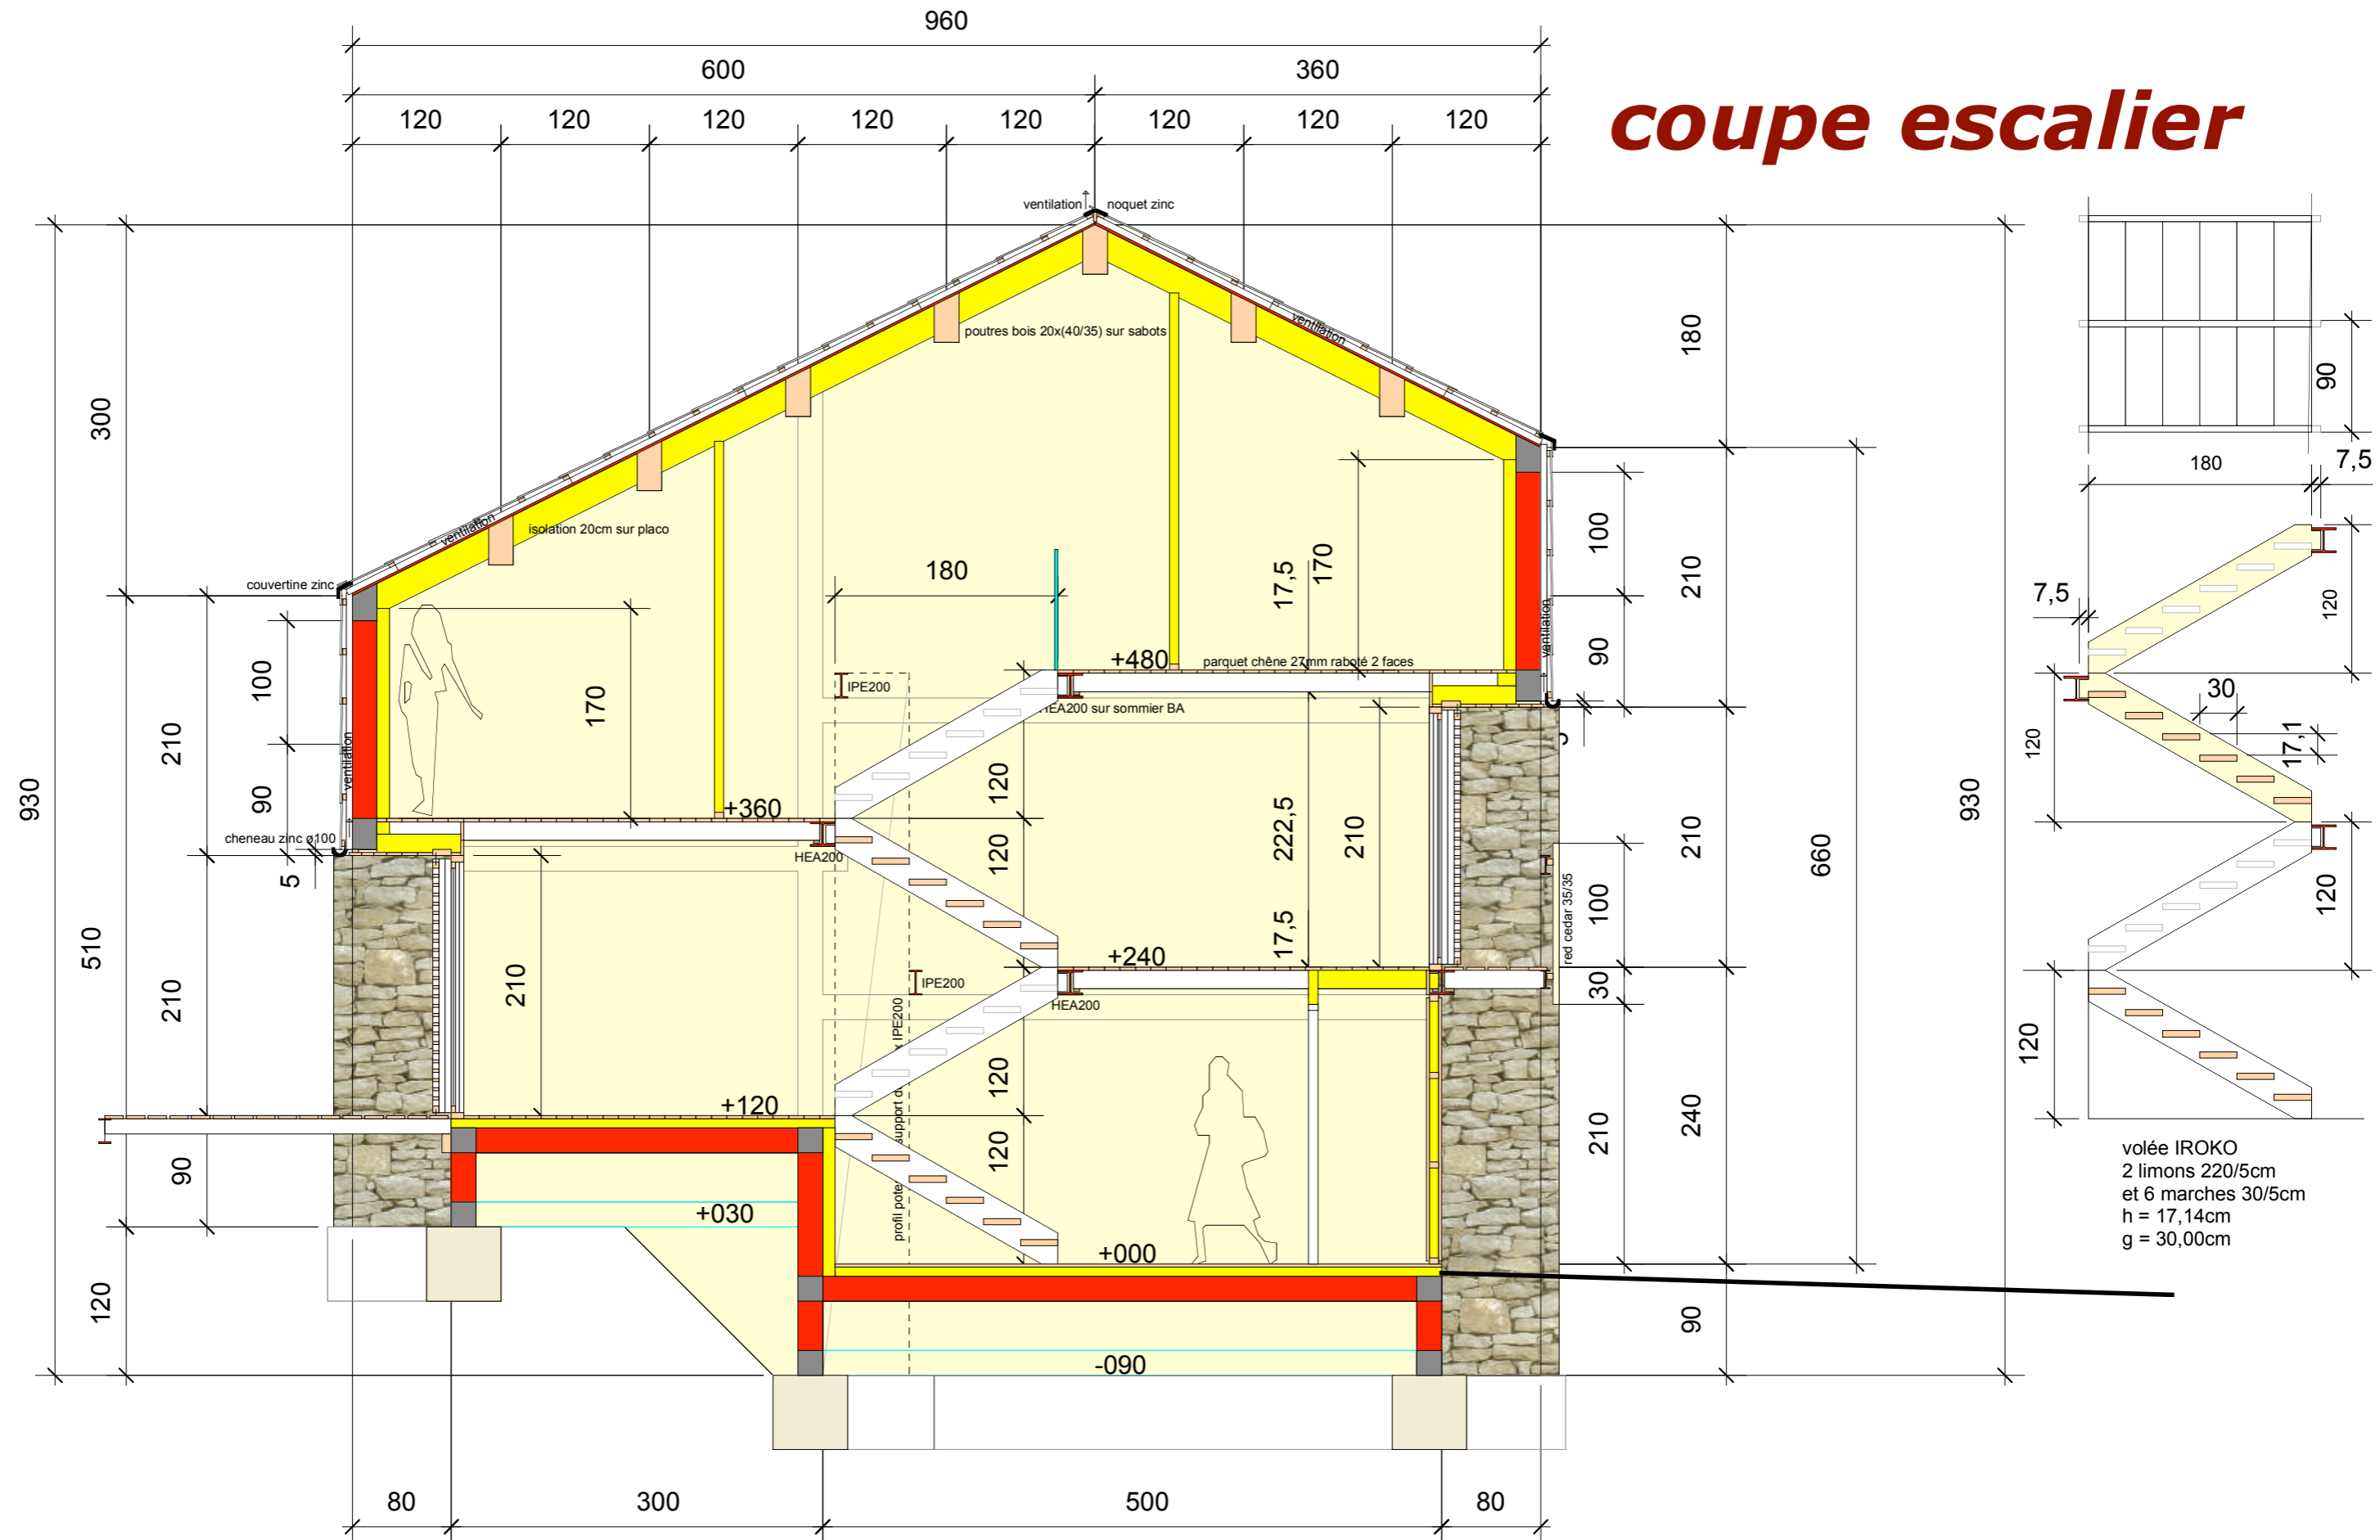 960
600
360
120
120
120
120
120
120
120
120
coupe escalier
ventilation
noquet zinc
poutres bois 20x(40/35) sur sabots
ventilation
ventilation
isolation 20cm sur placo
couvertine zinc
180
17,5
170
170
+480
parquet chêne 27mm raboté 2 faces
IPE200
HEA200 sur sommier BA
ventilation
ventilation
+360
HEA200
cheneau zinc ø100
5
120
120
222,5
210
17,5
+240
IPE200
HEA200
red cedar 35/35
210
+120
120
120
+030
+000
-090
930
300
510
120
210
210
90
100
90
180
210
210
240
90
100
90
100
30
210
660
930
80
300
500
80
90
180
7,5
7,5
120
120
30
17,1
120
120
volée IROKO
2 limons 220/5cm
et 6 marches 30/5cm
h = 17,14cm
g = 30,00cm